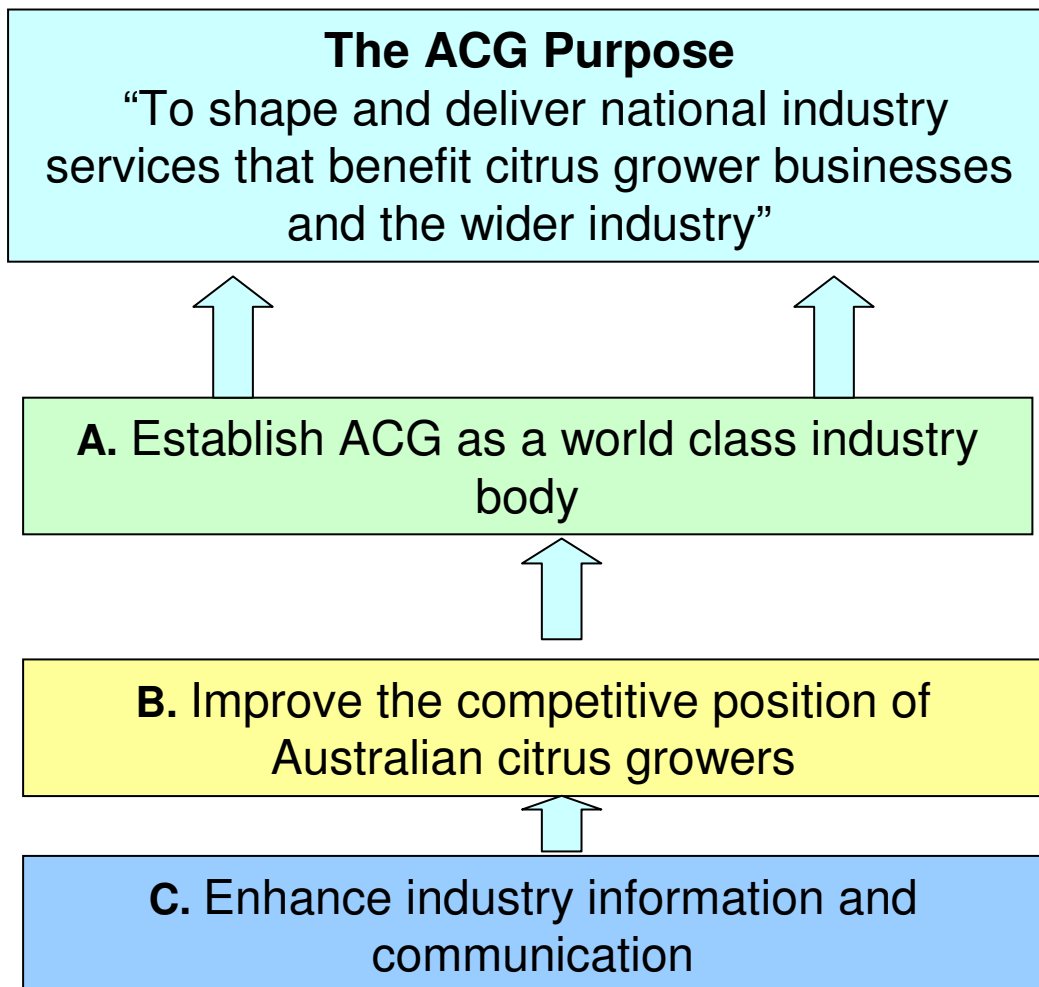 The ACG Purpose
“To shape and deliver national industry
services that benefit citrus grower businesses
and the wider industry”
A. Establish ACG as a world class industry
body
B. Improve the competitive position of
Australian citrus growers
C. Enhance industry information and
communication